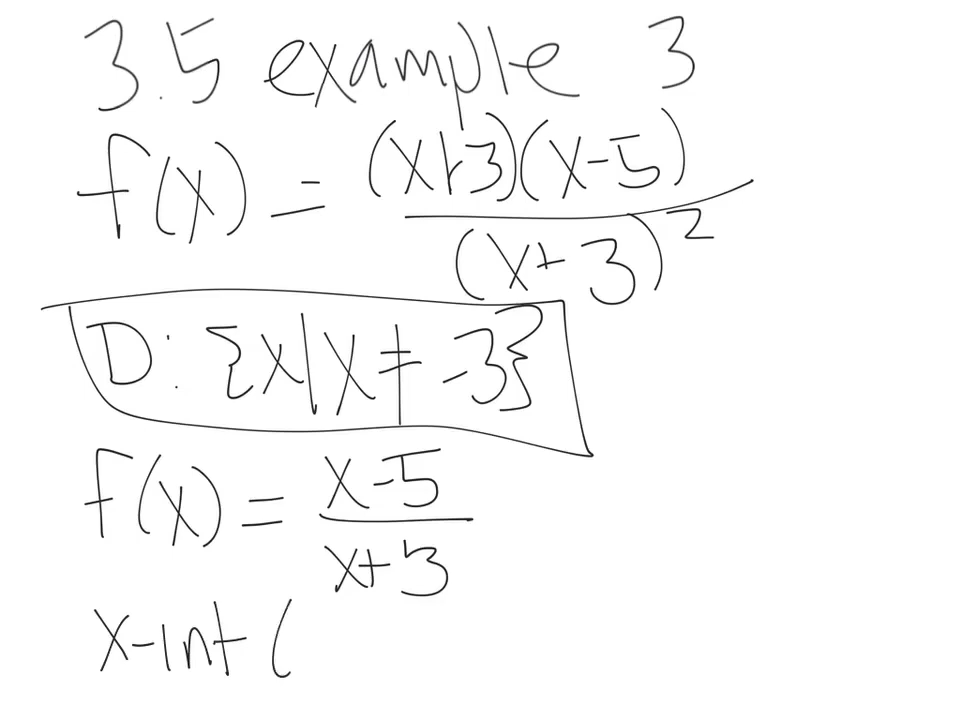 3.5 example 3
f(x) = (x+3)(x-5)
(x+3)²
D: {x|x ≠ -3}
f(x) = x-5
x+3
x-int (